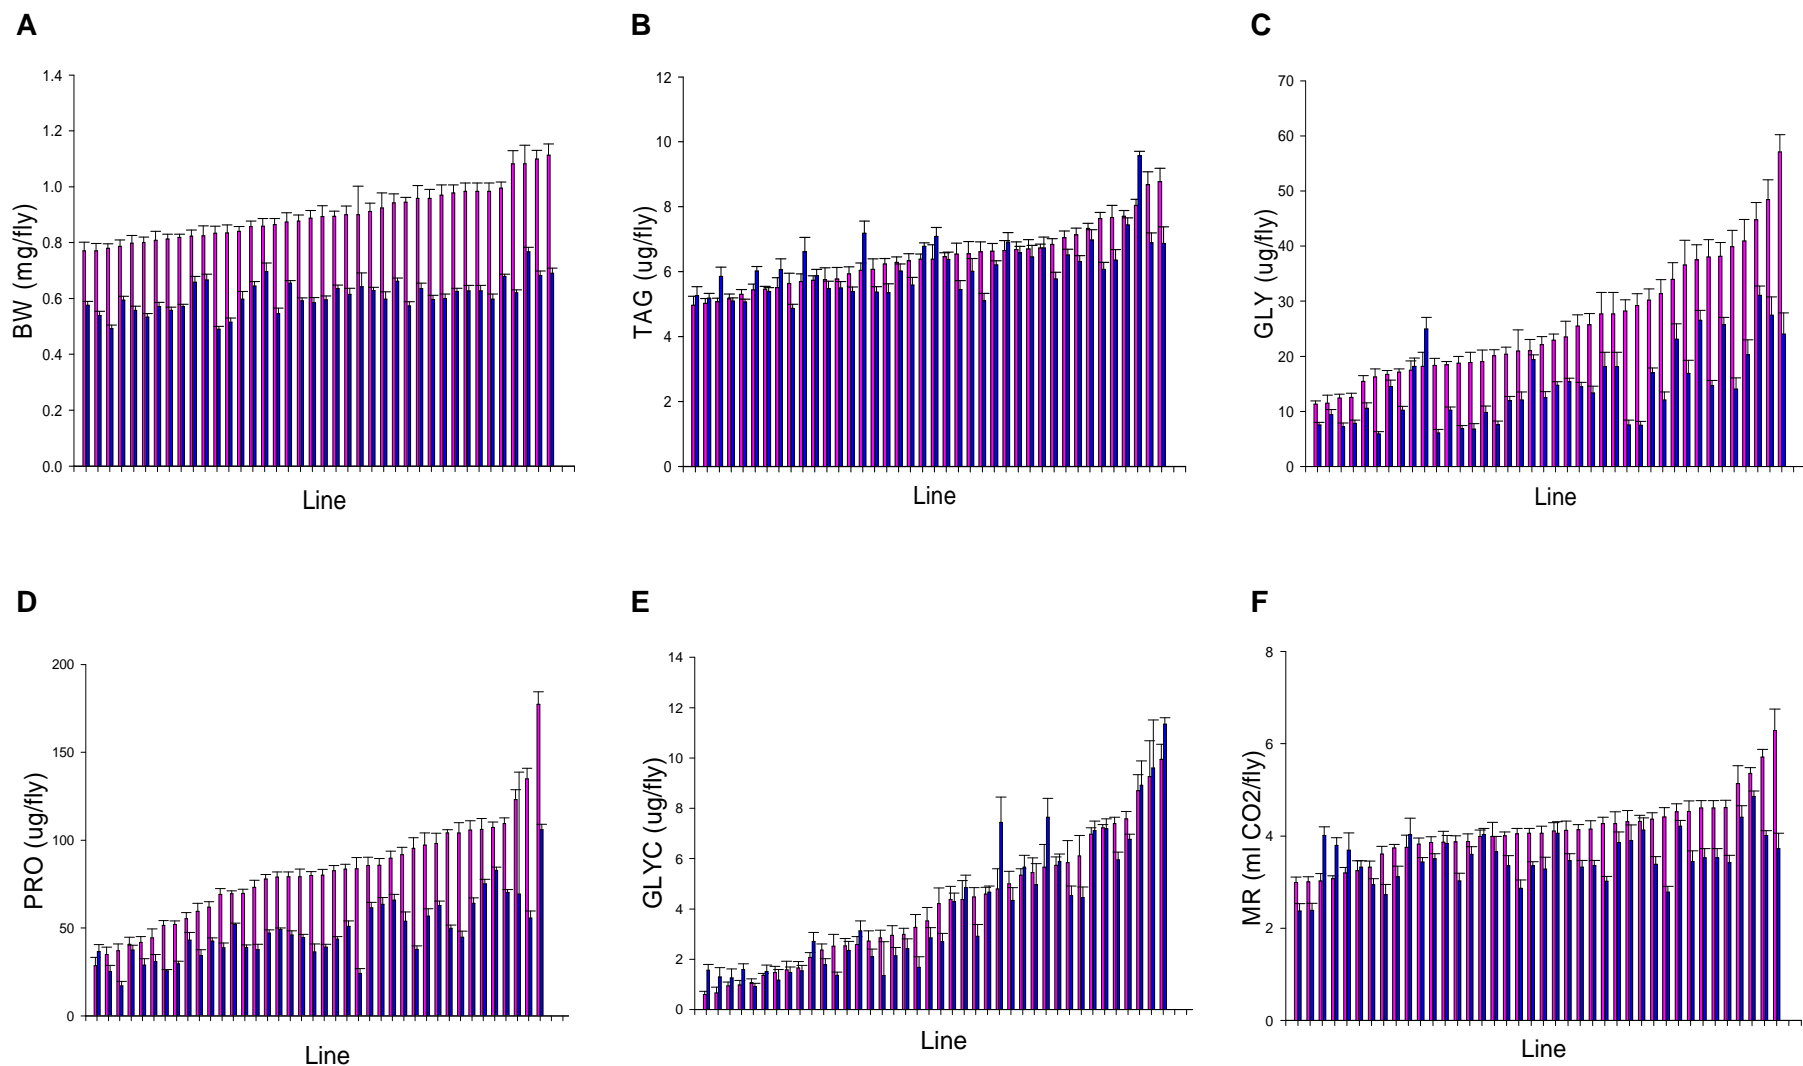 A
BW (mg/fly)
1.4
1.2
1.0
0.8
0.6
0.4
0.2
0.0
Line
B
TAG (ug/fly)
12
10
8
6
4
2
0
Line
C
GLY (ug/fly)
70
60
50
40
30
20
10
0
Line
D
PRO (ug/fly)
200
150
100
50
0
Line
E
GLYC (ug/fly)
14
12
10
8
6
4
2
0
Line
F
MR (ml CO2/fly)
8
6
4
2
0
Line